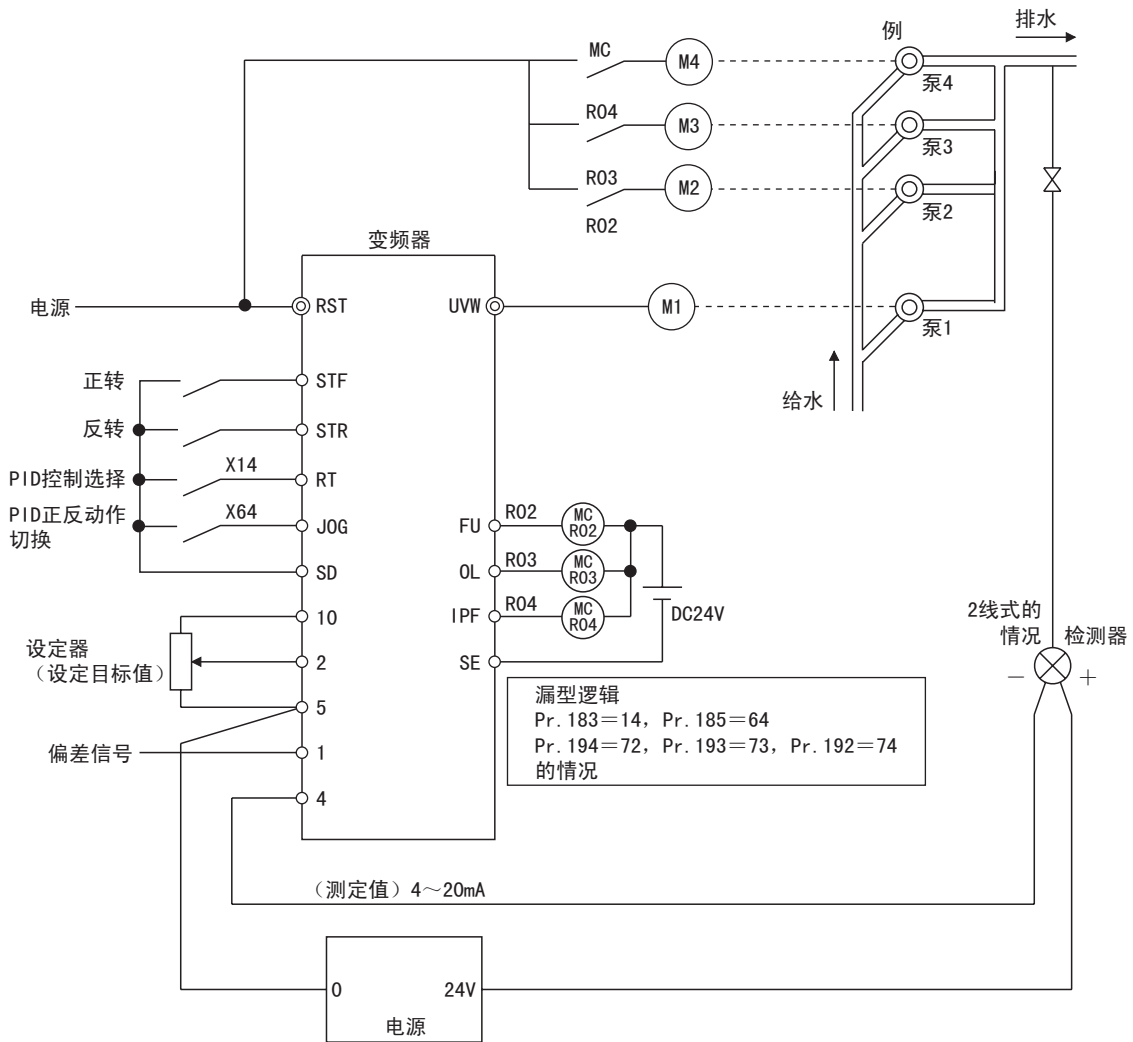 例
排水
MC
M4
泵4
R04
M3
泵3
R03
M2
R02
泵2
变频器
电源
RST
UVW
M1
泵1
给水
正转
STF
反转
STR
PID控制选择
X14
RT
PID正反动作
切换
X64
JOG
SD
FU
R02
MC
R02
OL
R03
MC
R03
IPF
R04
MC
R04
SE
DC24V
10
设定器
(设定目标值)
2
5
偏差信号
1
4
漏型逻辑
Pr.183=14, Pr.185=64
Pr.194=72, Pr.193=73, Pr.192=74
的情况
2线式的
情况
检测器
－
＋
(测定值) 4～20mA
0
24V
电源